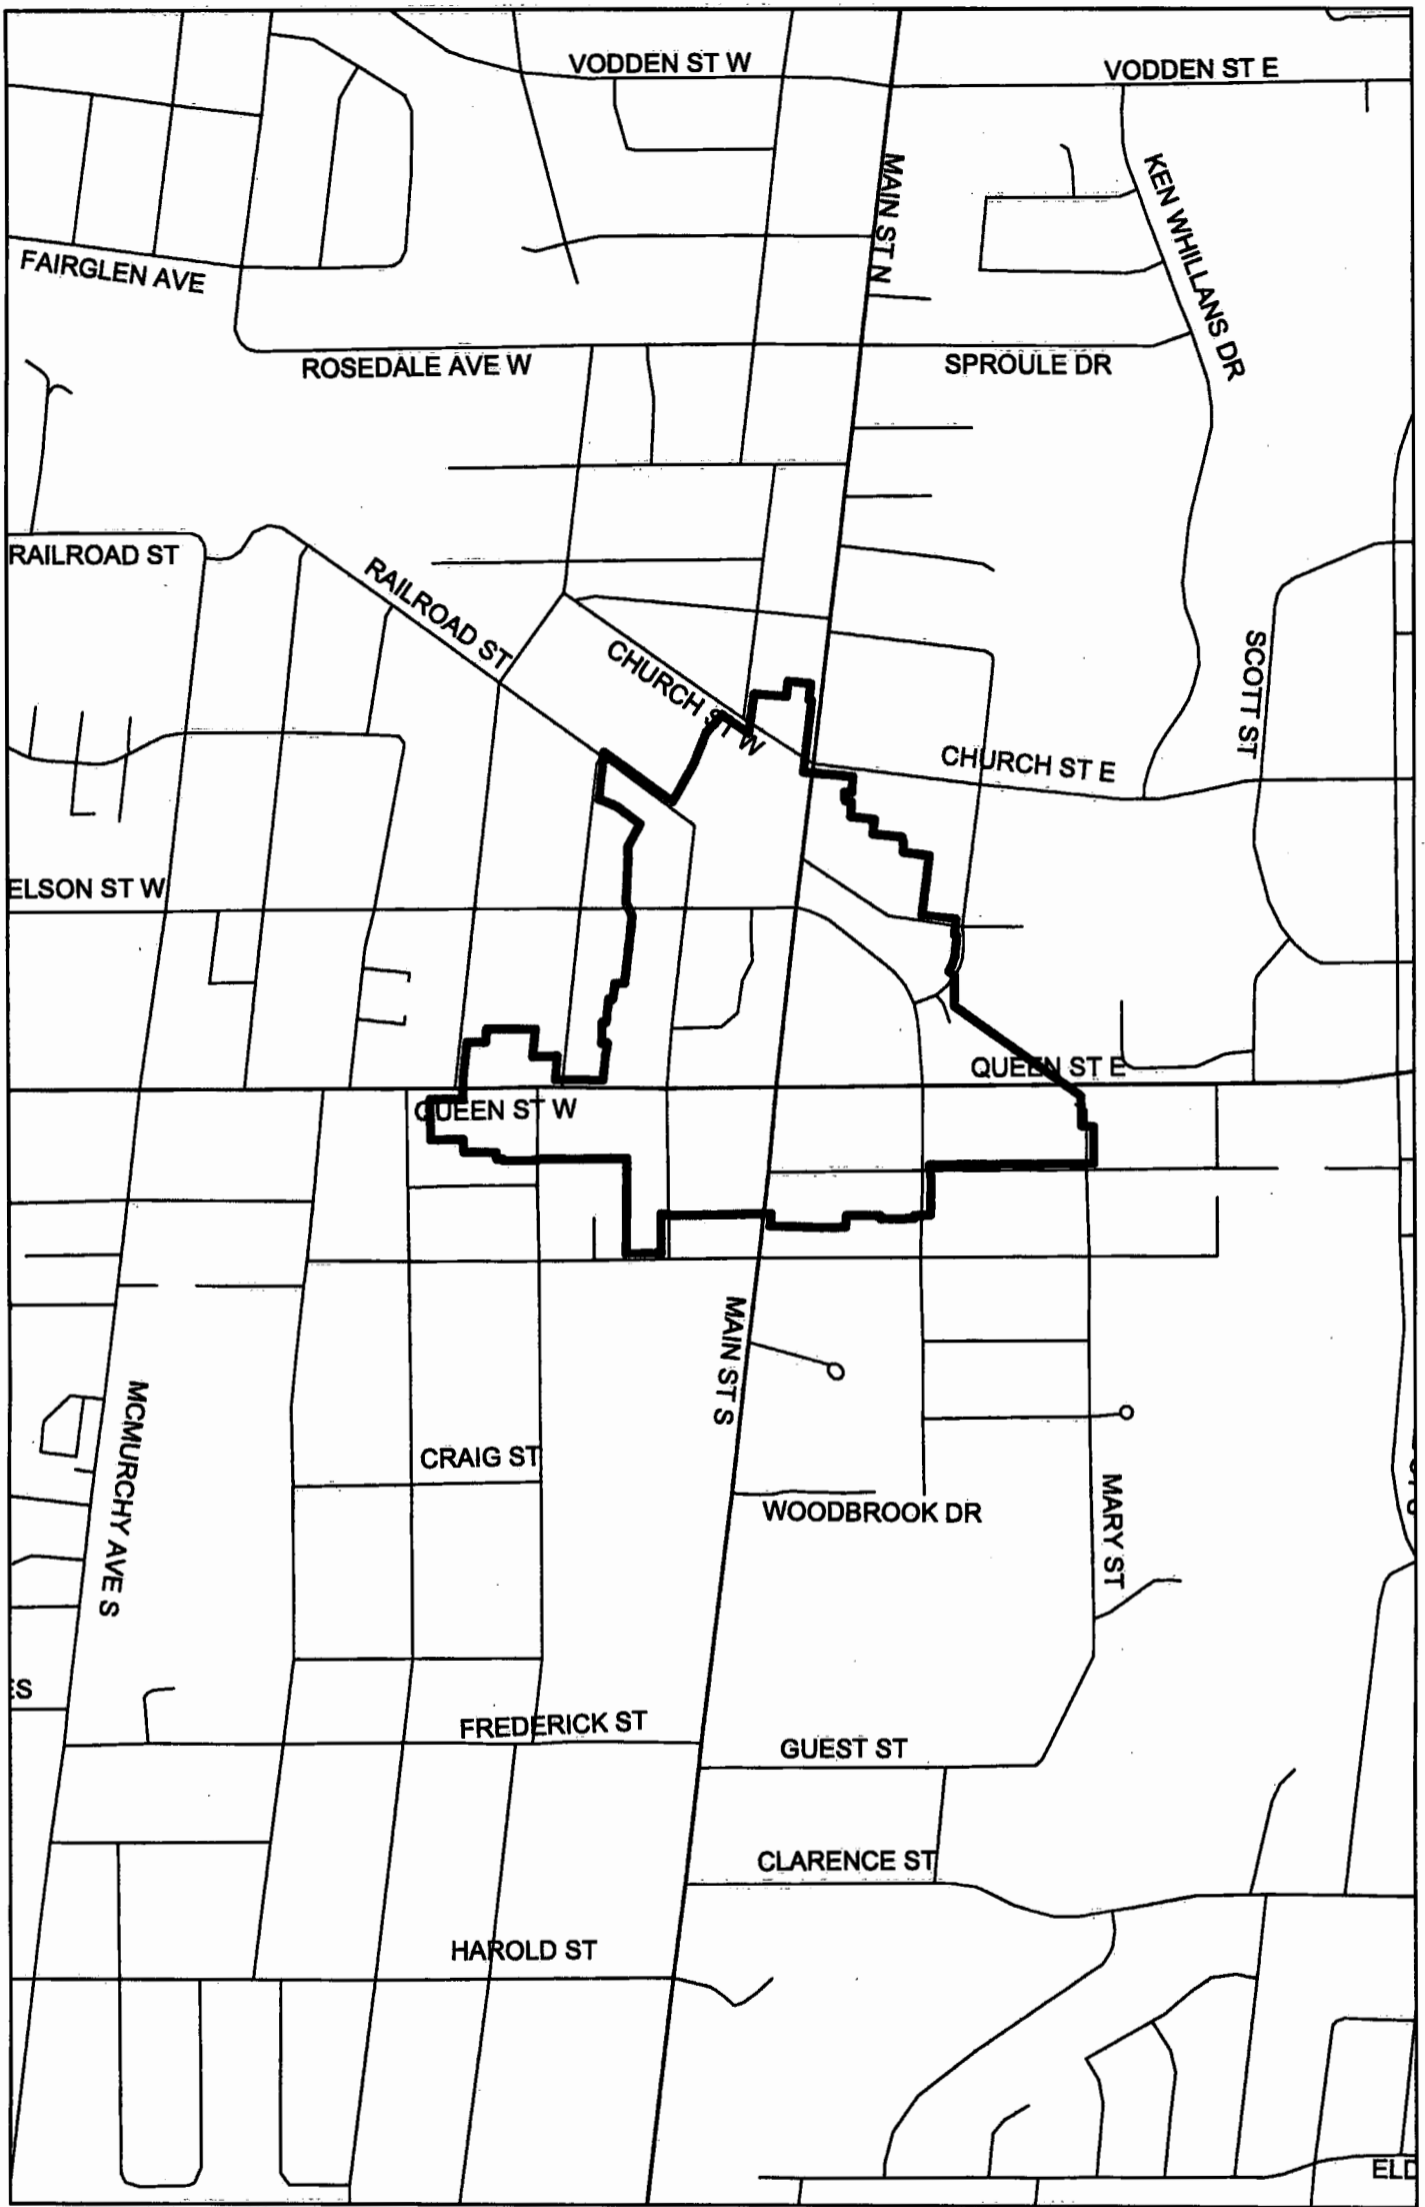 VODDEN ST W
VODDEN ST E
MAIN ST N
KEN WHILLANS DR
FAIRGLEN AVE
ROSEDALE AVE W
SPROULE DR
RAILROAD ST
RAILROAD ST
CHURCH ST W
SCOTT ST
CHURCH ST E
ELSON ST W
QUEEN ST E
QUEEN ST W
MAIN ST S
MCMURCHY AVE S
CRAIG ST
WOODBROOK DR
MARY ST
ES
FREDERICK ST
GUEST ST
CLARENCE ST
HAROLD ST
ELD